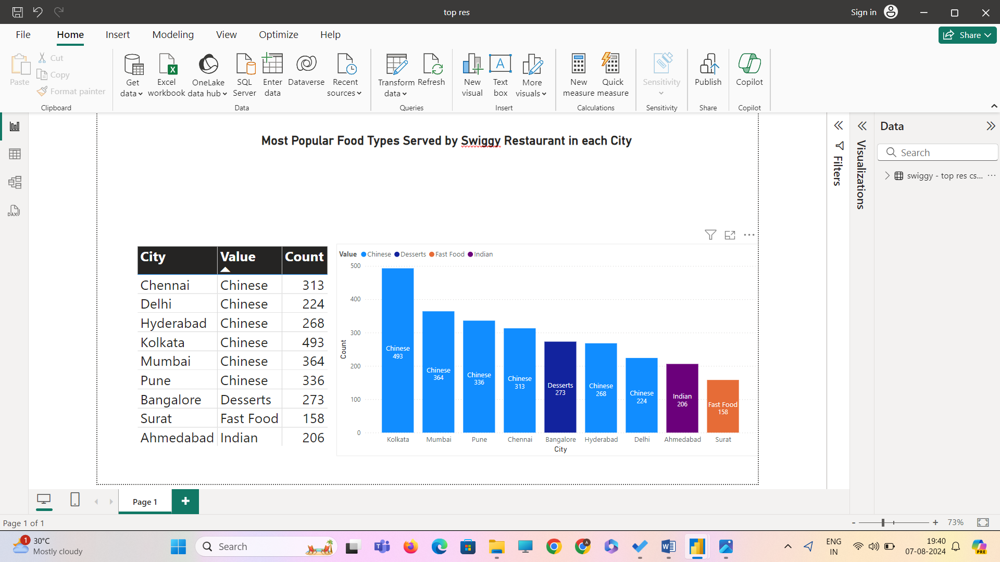 top res
Sign in
File Home Insert Modeling View Optimize Help
Share
Paste
Cut
Copy
Format painter
Clipboard
Get data
Excel workbook
OneLake data hub
SQL Server
Enter data
Dataverse
Recent sources
Data
Transform data
Refresh
Queries
New visual
Text box
More visuals
Insert
New measure
Quick measure
Calculations
Sensitivity
Sensitivity
Publish
Share
Copilot
Copilot
DAX
Most Popular Food Types Served by Swiggy Restaurant in each City
City Value Count
Chennai Chinese 313
Delhi Chinese 224
Hyderabad Chinese 268
Kolkata Chinese 493
Mumbai Chinese 364
Pune Chinese 336
Bangalore Desserts 273
Surat Fast Food 158
Ahmedabad Indian 206
Value Chinese Desserts Fast Food Indian
500
400
300
200
100
0
Count
Chinese
493
Chinese
364
Chinese
336
Chinese
313
Desserts
273
Chinese
268
Chinese
224
Indian
206
Fast Food
158
Kolkata Mumbai Pune Chennai Bangalore Hyderabad Delhi Ahmedabad Surat
City
Filters
Visualizations
Data
Search
swiggy - top res cs...
Page 1
Page 1 of 1
73%
1
30°C
Mostly cloudy
Search
A
ENG
IN
19:40
07-08-2024
PRE